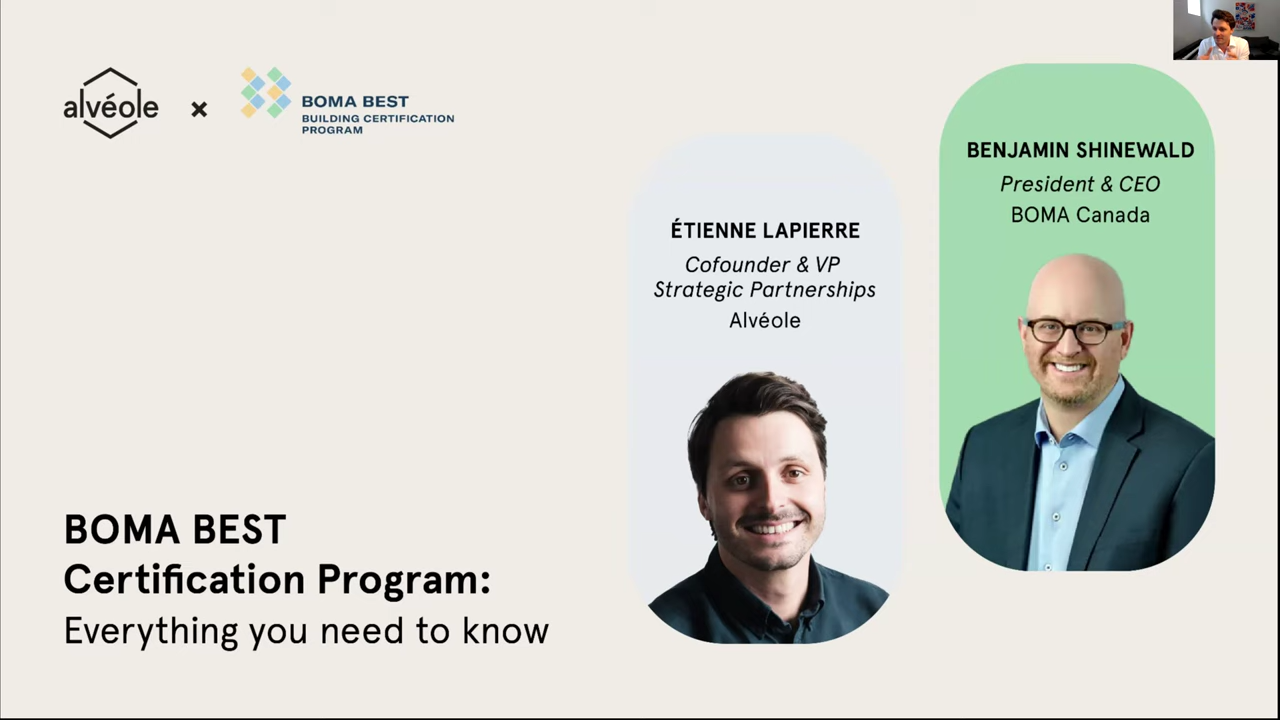 alvéole
×
BOMA BEST
BUILDING CERTIFICATION
PROGRAM
BENJAMIN SHINEWALD
President & CEO
BOMA Canada
ÉTIENNE LAPIERRE
Cofounder & VP
Strategic Partnerships
Alvéole
BOMA BEST
Certification Program:
Everything you need to know